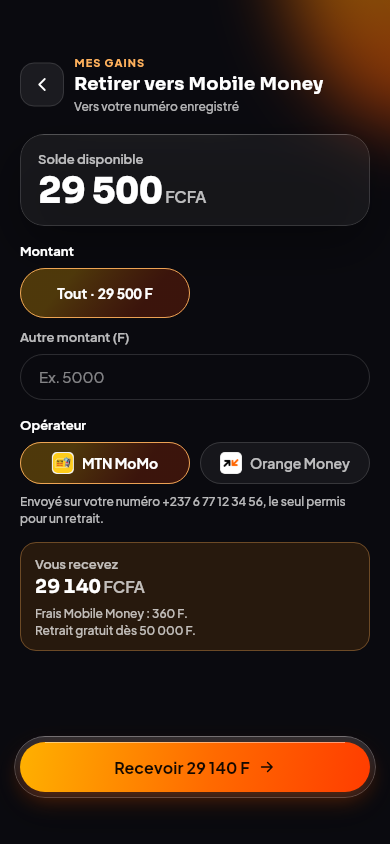 MES GAINS
Retirer vers Mobile Money
Vers votre numéro enregistré
Solde disponible
29 500 FCFA
Montant
Tout · 29 500 F
Autre montant (F)
Ex. 5000
Opérateur
MTN MoMo
Orange Money
Envoyé sur votre numéro +237 6 77 12 34 56, le seul permis
pour un retrait.
Vous recevez
29 140 FCFA
Frais Mobile Money : 360 F.
Retrait gratuit dès 50 000 F.
Recevoir 29 140 F →